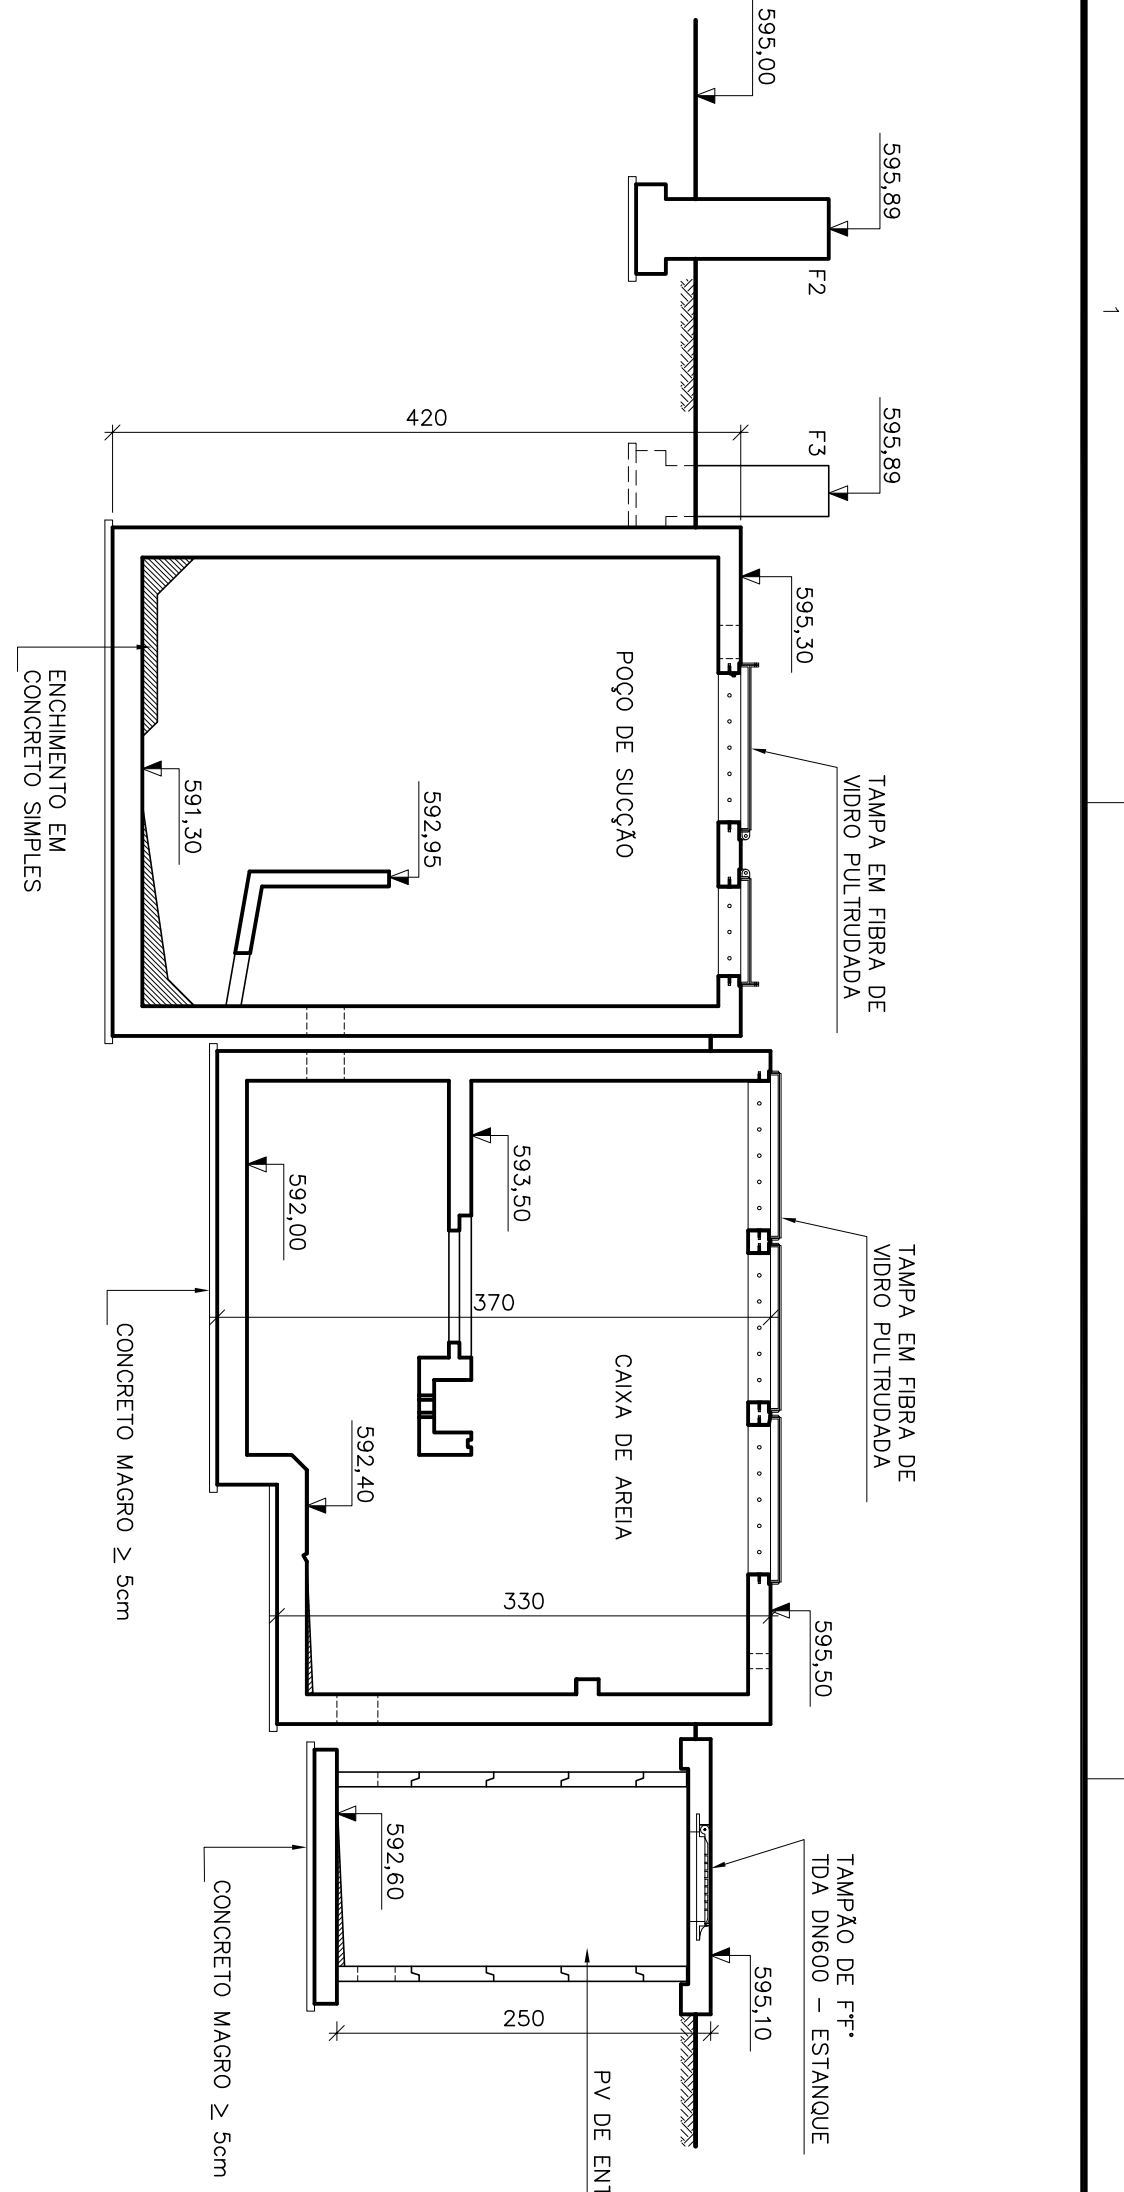 1
595,00
595,89
F2
595,89
F3
420
595,30
TAMPA EM FIBRA DE
VIDRO PULTRUDADA
POÇO DE SUCÇÃO
592,95
591,30
ENCHIMENTO EM
CONCRETO SIMPLES
TAMPA EM FIBRA DE
VIDRO PULTRUDADA
593,50
592,00
370
CAIXA DE AREIA
592,40
CONCRETO MAGRO ≥ 5cm
330
595,50
TAMPÃO DE F°F°
TDA DN600 – ESTANQUE
595,10
592,60
250
CONCRETO MAGRO ≥ 5cm
PV DE ENT